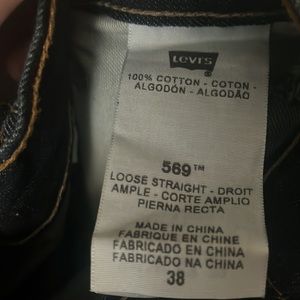 Levi's
®
100% COTTON - COTON -
ALGODÓN - ALGODÃO
569™
LOOSE STRAIGHT - DROIT
AMPLE - CORTE AMPLIO
PIERNA RECTA
MADE IN CHINA
FABRIQUE EN CHINE
FABRICADO EN CHINA
FABRICADO NA CHINA
38